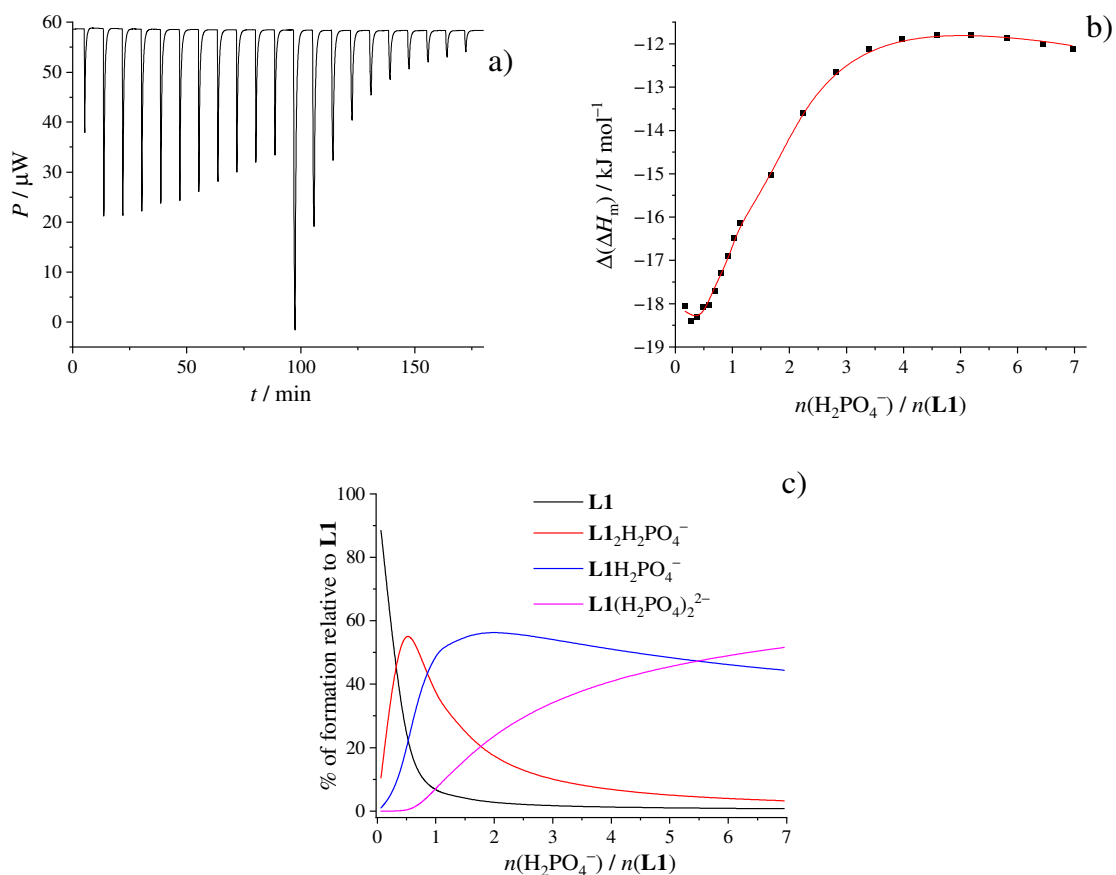 a)
60
50
40
30
20
10
0
P / μW
0 50 100 150
t / min
b)
−12
−13
−14
−15
−16
−17
−18
−19
Δ(ΔHₘ) / kJ mol⁻¹
0 1 2 3 4 5 6 7
n(H₂PO₄⁻) / n(L1)
c)
100
80
60
40
20
0
% of formation relative to L1
L1
L1₂H₂PO₄⁻
L1H₂PO₄⁻
L1(H₂PO₄)₂²⁻
0 1 2 3 4 5 6 7
n(H₂PO₄⁻) / n(L1)